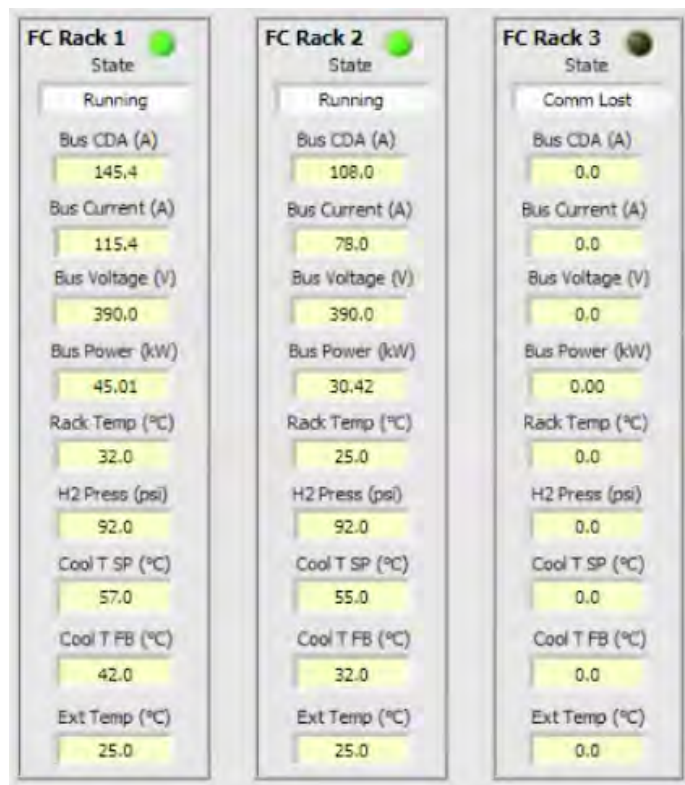 FC Rack 1
State
Running
Bus CDA (A)
145.4
Bus Current (A)
115.4
Bus Voltage (V)
390.0
Bus Power (kW)
45.01
Rack Temp (°C)
32.0
H2 Press (psi)
92.0
Cool T SP (°C)
57.0
Cool T FB (°C)
42.0
Ext Temp (°C)
25.0
FC Rack 2
State
Running
Bus CDA (A)
108.0
Bus Current (A)
78.0
Bus Voltage (V)
390.0
Bus Power (kW)
30.42
Rack Temp (°C)
25.0
H2 Press (psi)
92.0
Cool T SP (°C)
55.0
Cool T FB (°C)
32.0
Ext Temp (°C)
25.0
FC Rack 3
State
Comm Lost
Bus CDA (A)
0.0
Bus Current (A)
0.0
Bus Voltage (V)
0.0
Bus Power (kW)
0.00
Rack Temp (°C)
0.0
H2 Press (psi)
0.0
Cool T SP (°C)
0.0
Cool T FB (°C)
0.0
Ext Temp (°C)
0.0